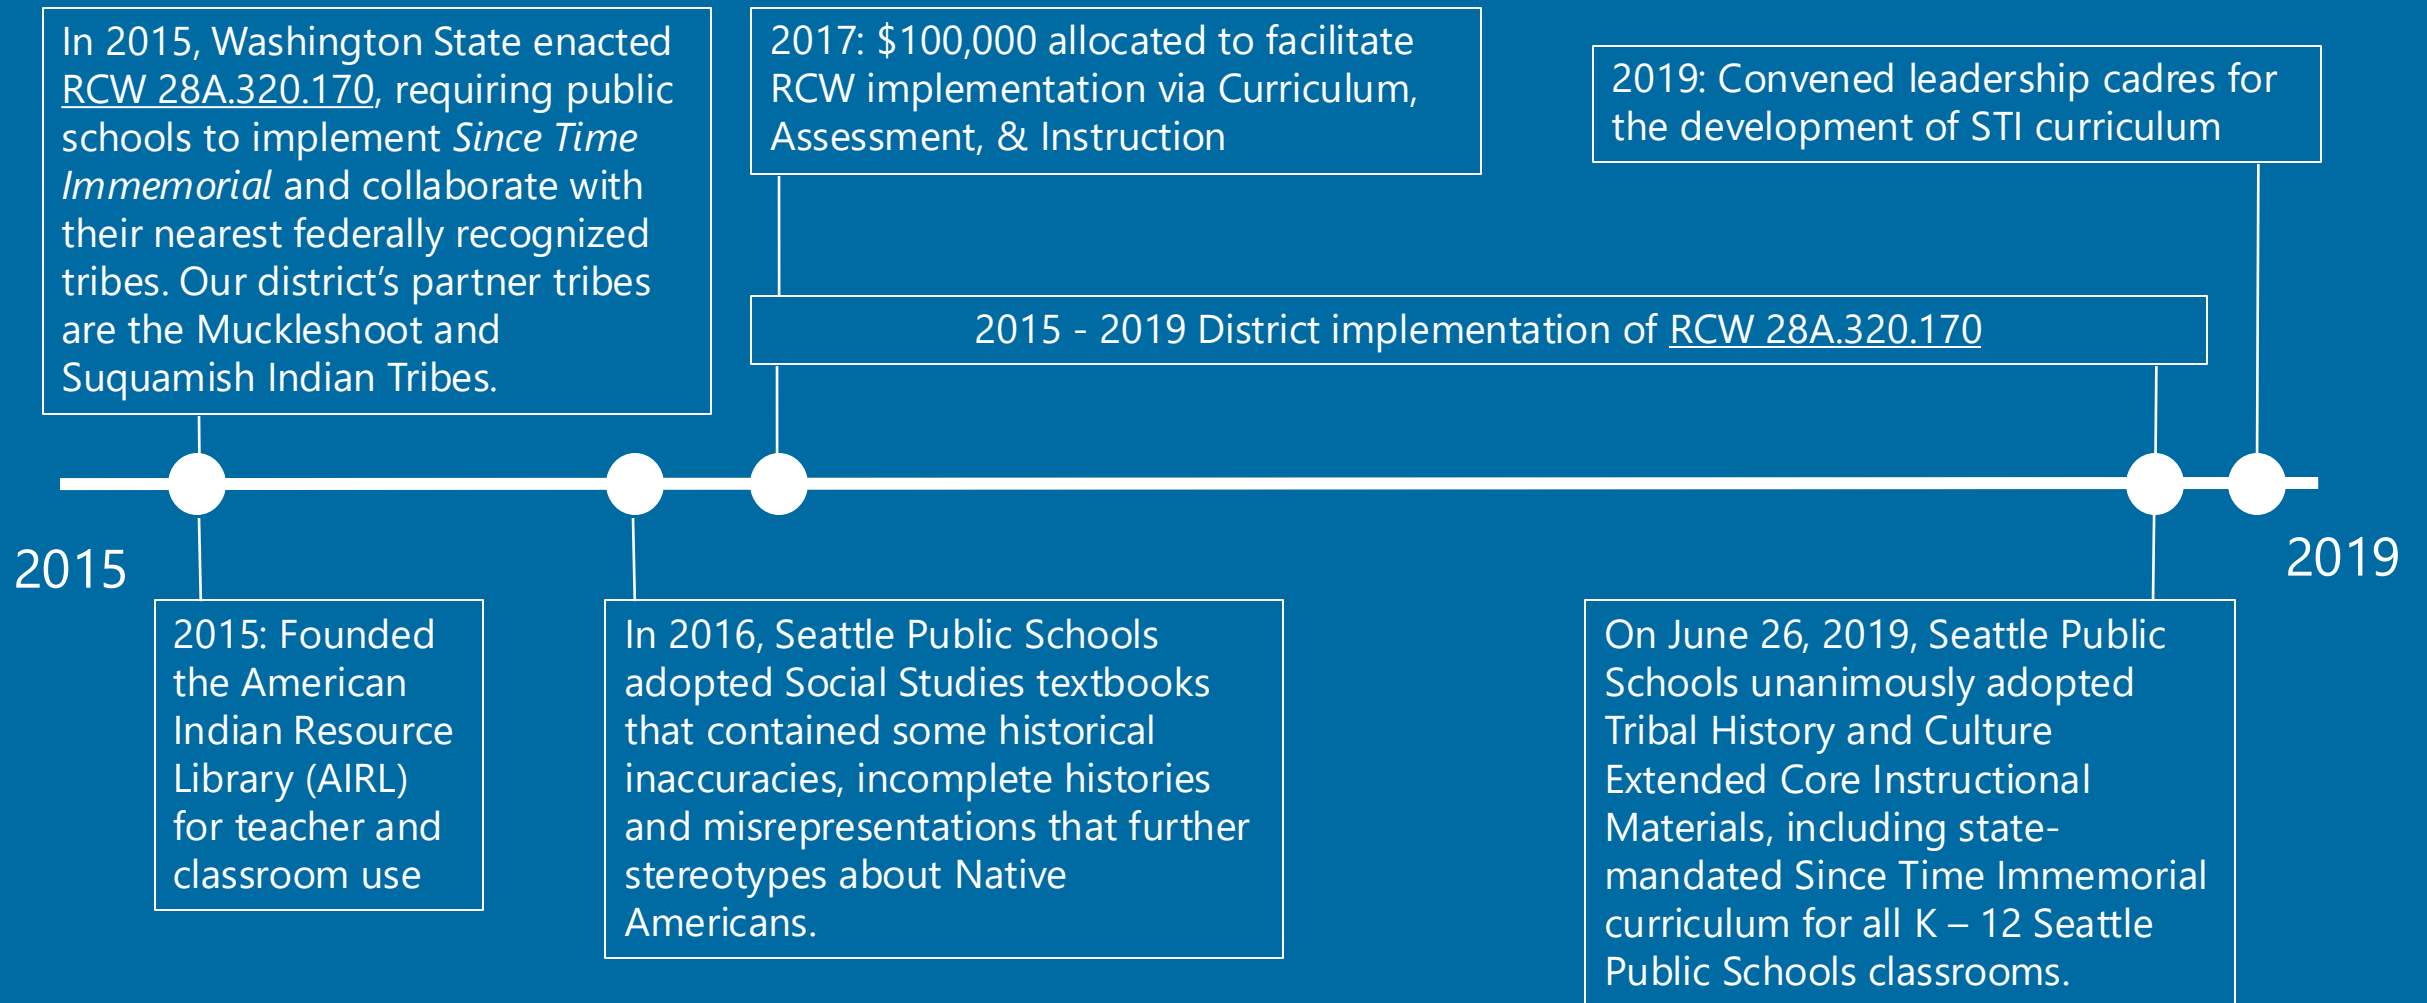 In 2015, Washington State enacted
RCW 28A.320.170, requiring public
schools to implement Since Time
Immemorial and collaborate with
their nearest federally recognized
tribes. Our district's partner tribes
are the Muckleshoot and
Suquamish Indian Tribes.
2017: $100,000 allocated to facilitate
RCW implementation via Curriculum,
Assessment, & Instruction
2019: Convened leadership cadres for
the development of STI curriculum
2015 - 2019 District implementation of RCW 28A.320.170
2015
2019
2015: Founded
the American
Indian Resource
Library (AIRL)
for teacher and
classroom use
In 2016, Seattle Public Schools
adopted Social Studies textbooks
that contained some historical
inaccuracies, incomplete histories
and misrepresentations that further
stereotypes about Native
Americans.
On June 26, 2019, Seattle Public
Schools unanimously adopted
Tribal History and Culture
Extended Core Instructional
Materials, including state-
mandated Since Time Immemorial
curriculum for all K – 12 Seattle
Public Schools classrooms.